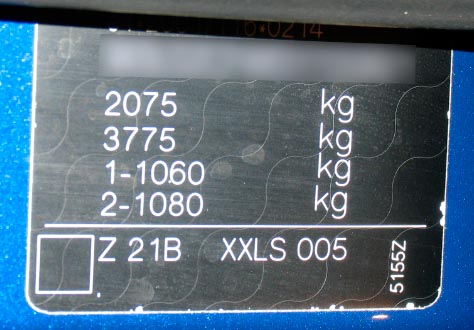 2075 kg
3775 kg
1-1060 kg
2-1080 kg
Z 21B XXLS 005
5155Z